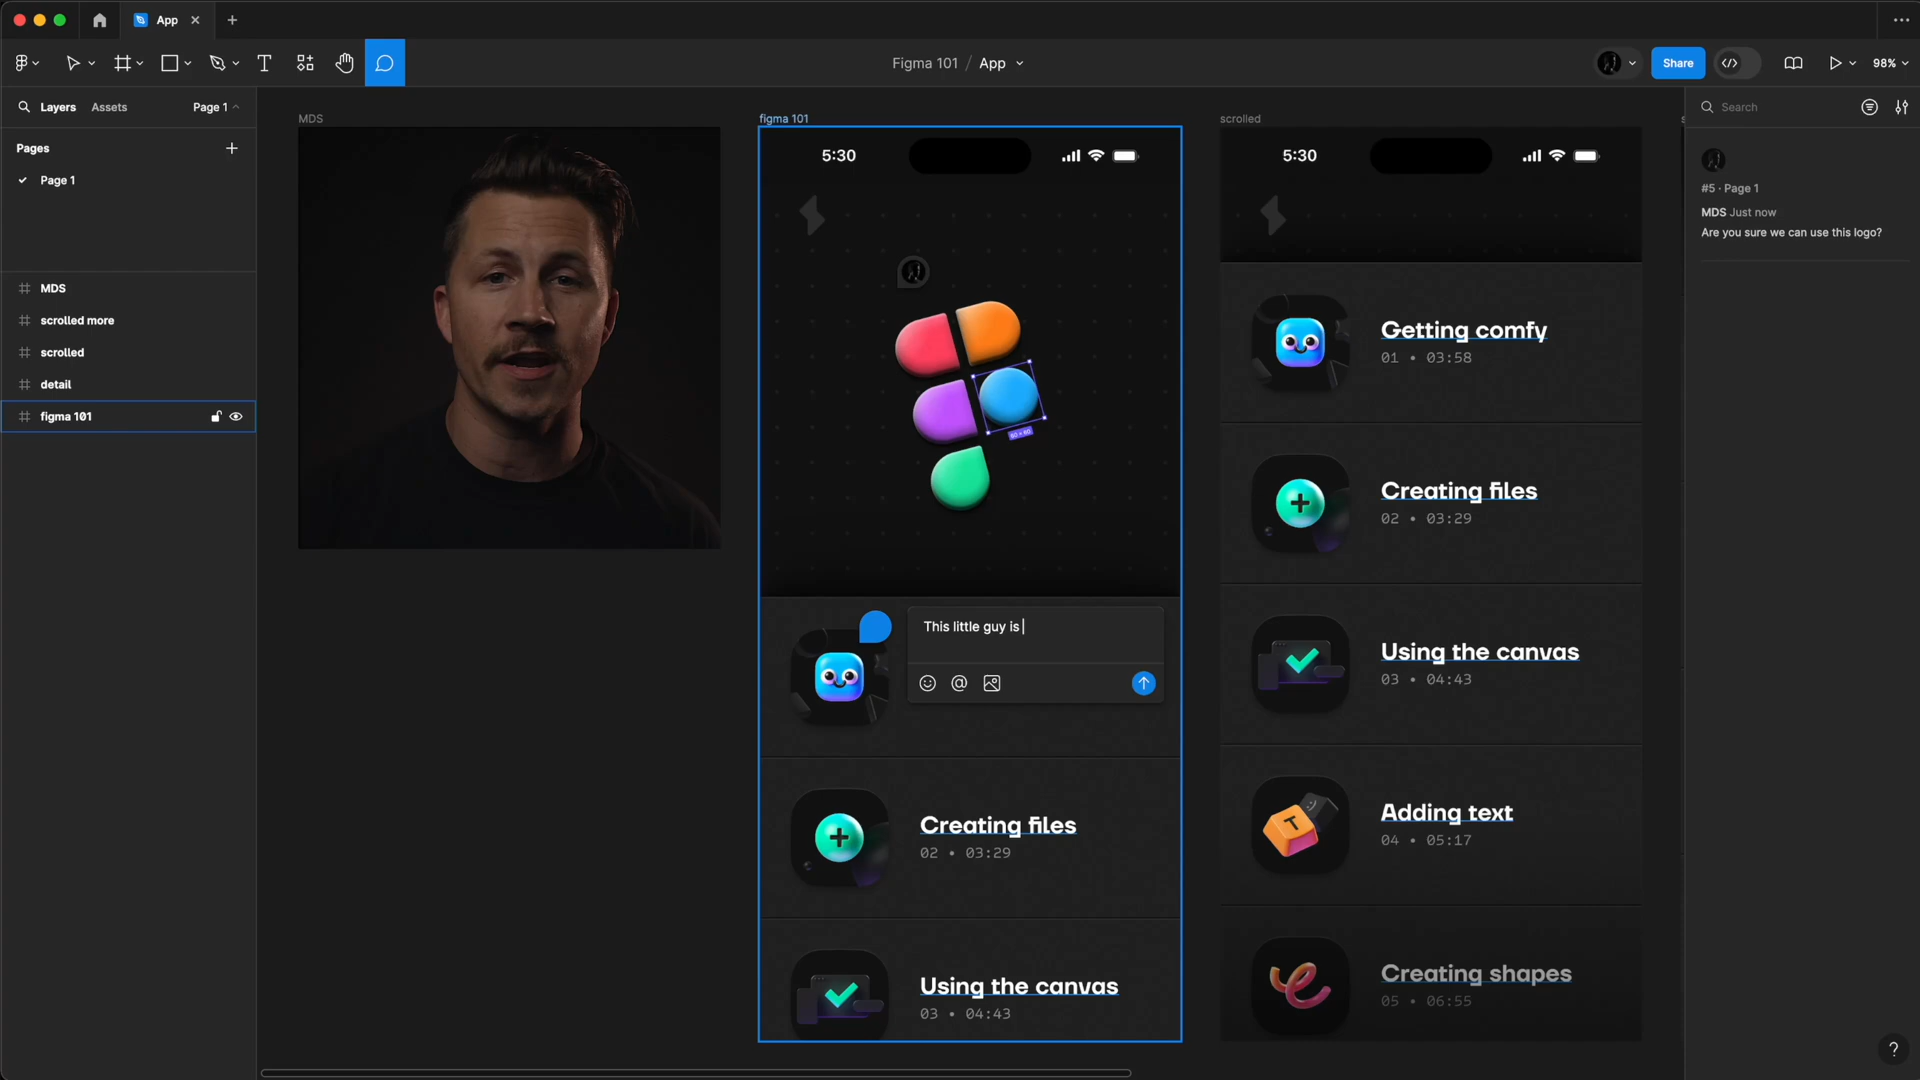 App
Figma 101 / App
Share
98%
Layers
Assets
Page 1
Pages
Page 1
MDS
scrolled more
scrolled
detail
figma 101
MDS
figma 101
5:30
This little guy is
Creating files
02 • 03:29
Using the canvas
03 • 04:43
scrolled
5:30
Getting comfy
01 • 03:58
Creating files
02 • 03:29
Using the canvas
03 • 04:43
T
Adding text
04 • 05:17
Creating shapes
05 • 06:55
Search
#5 · Page 1
MDS Just now
Are you sure we can use this logo?
?